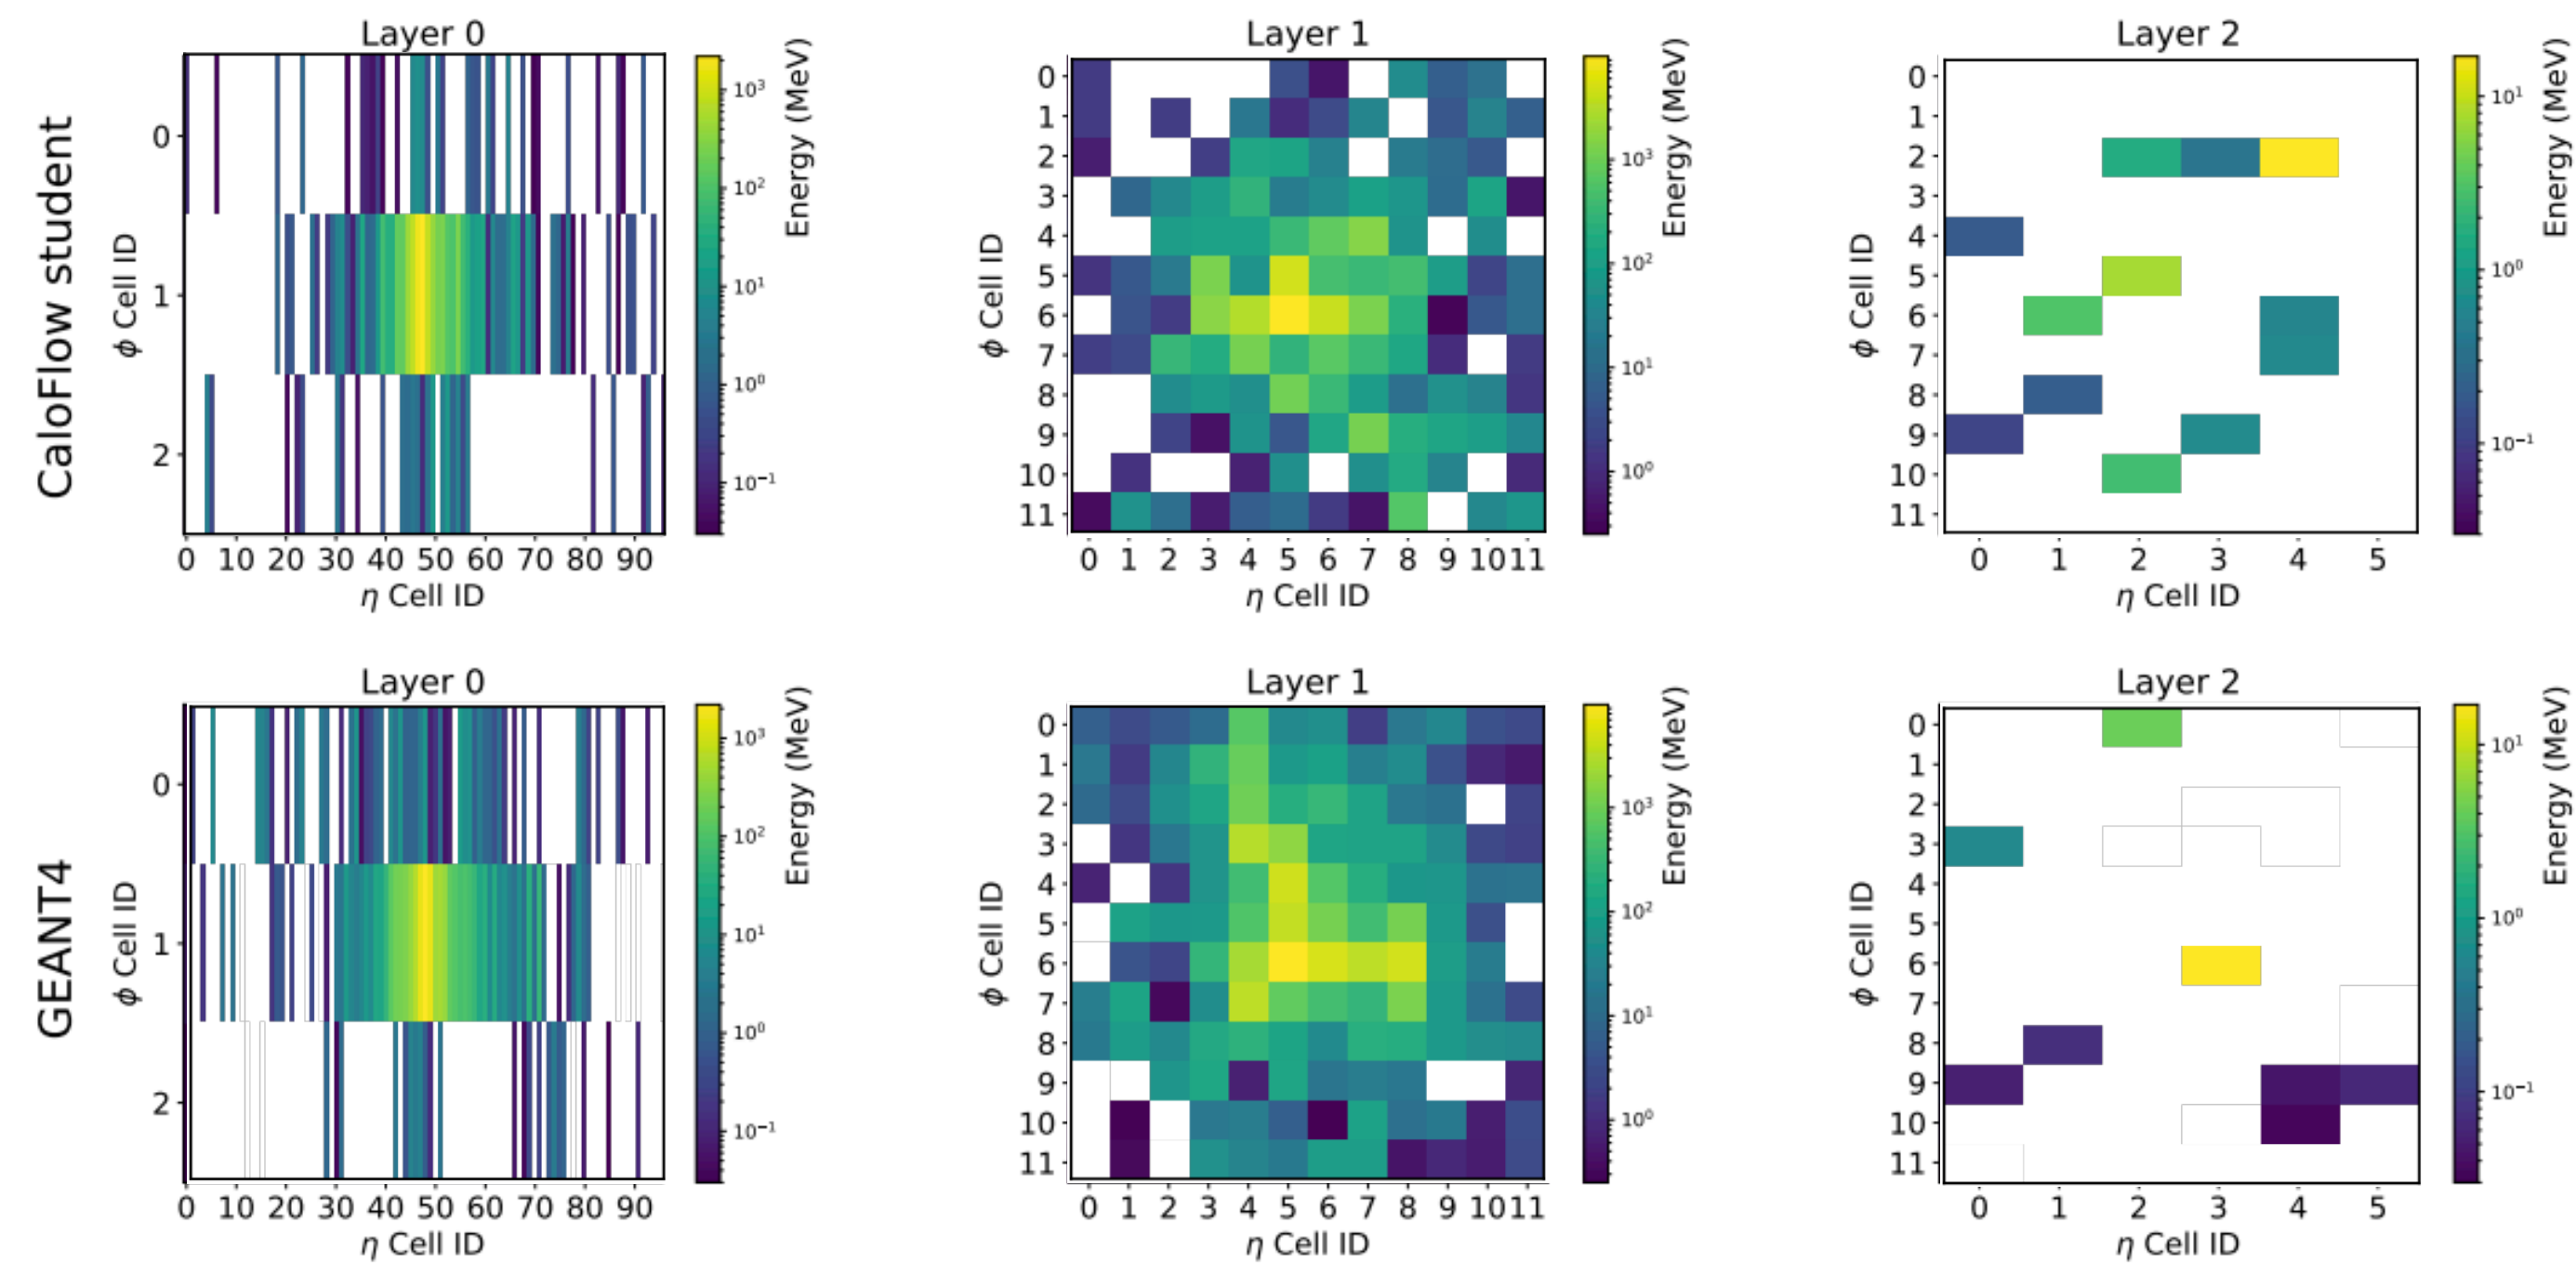 CaloFlow student
Layer 0
ϕ Cell ID
0
1
2
0 10 20 30 40 50 60 70 80 90
η Cell ID
10³
10²
10¹
10⁰
10⁻¹
Energy (MeV)
Layer 1
ϕ Cell ID
0
1
2
3
4
5
6
7
8
9
10
11
0 1 2 3 4 5 6 7 8 9 10 11
η Cell ID
10³
10²
10¹
10⁰
Energy (MeV)
Layer 2
ϕ Cell ID
0
1
2
3
4
5
6
7
8
9
10
11
0 1 2 3 4 5
η Cell ID
10¹
10⁰
10⁻¹
Energy (MeV)
GEANT4
Layer 0
ϕ Cell ID
0
1
2
0 10 20 30 40 50 60 70 80 90
η Cell ID
10³
10²
10¹
10⁰
10⁻¹
Energy (MeV)
Layer 1
ϕ Cell ID
0
1
2
3
4
5
6
7
8
9
10
11
0 1 2 3 4 5 6 7 8 9 10 11
η Cell ID
10³
10²
10¹
10⁰
Energy (MeV)
Layer 2
ϕ Cell ID
0
1
2
3
4
5
6
7
8
9
10
11
0 1 2 3 4 5
η Cell ID
10¹
10⁰
10⁻¹
Energy (MeV)